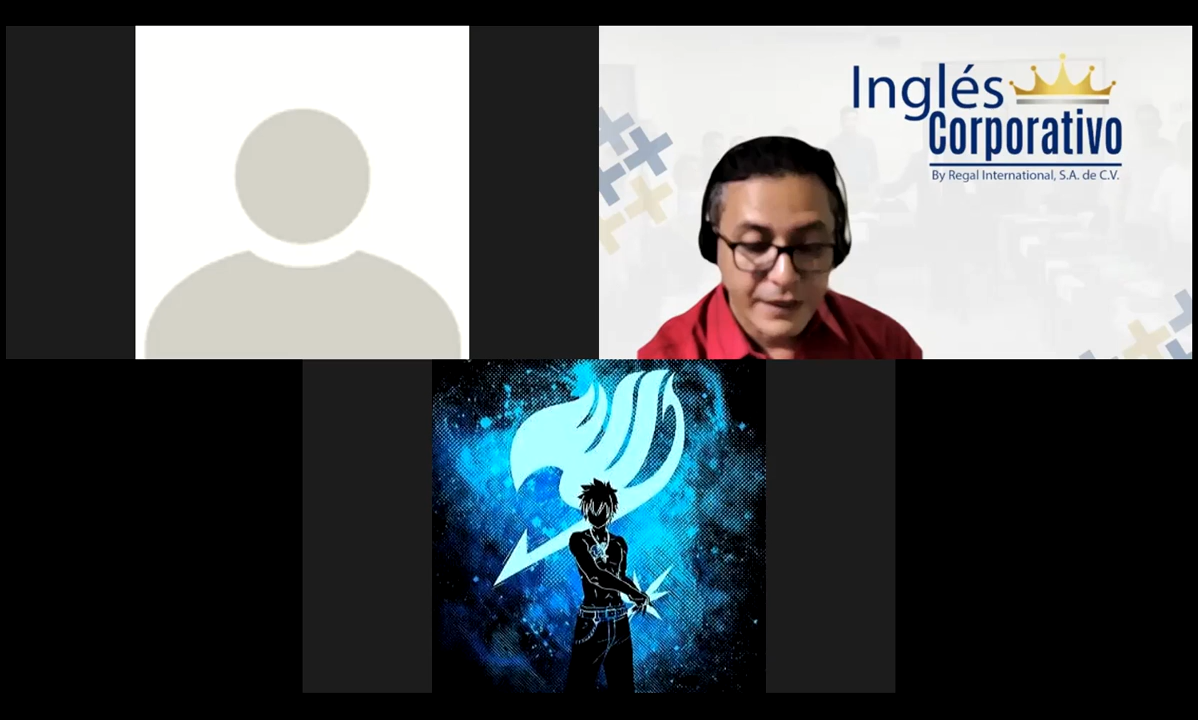 Inglés
Corporativo
By Regal International, S.A. de C.V.